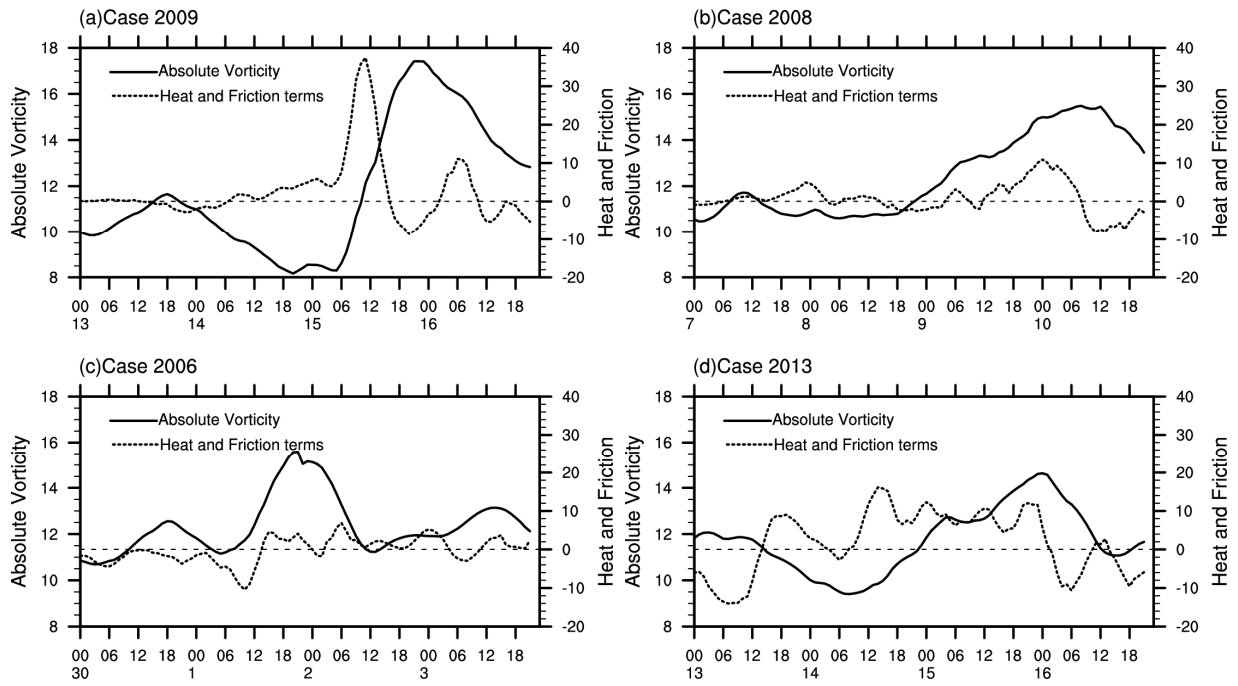 (a)Case 2009
18
16
14
12
10
8
Absolute Vorticity
Absolute Vorticity
Heat and Friction terms
40
30
20
10
0
-10
-20
Heat and Friction
00 06 12 18 00 06 12 18 00 06 12 18 00 06 12 18
13 14 15 16
(b)Case 2008
18
16
14
12
10
8
Absolute Vorticity
Absolute Vorticity
Heat and Friction terms
40
30
20
10
0
-10
-20
Heat and Friction
00 06 12 18 00 06 12 18 00 06 12 18 00 06 12 18
7 8 9 10
(c)Case 2006
18
16
14
12
10
8
Absolute Vorticity
Absolute Vorticity
Heat and Friction terms
40
30
20
10
0
-10
-20
Heat and Friction
00 06 12 18 00 06 12 18 00 06 12 18 00 06 12 18
30 1 2 3
(d)Case 2013
18
16
14
12
10
8
Absolute Vorticity
Absolute Vorticity
Heat and Friction terms
40
30
20
10
0
-10
-20
Heat and Friction
00 06 12 18 00 06 12 18 00 06 12 18 00 06 12 18
13 14 15 16